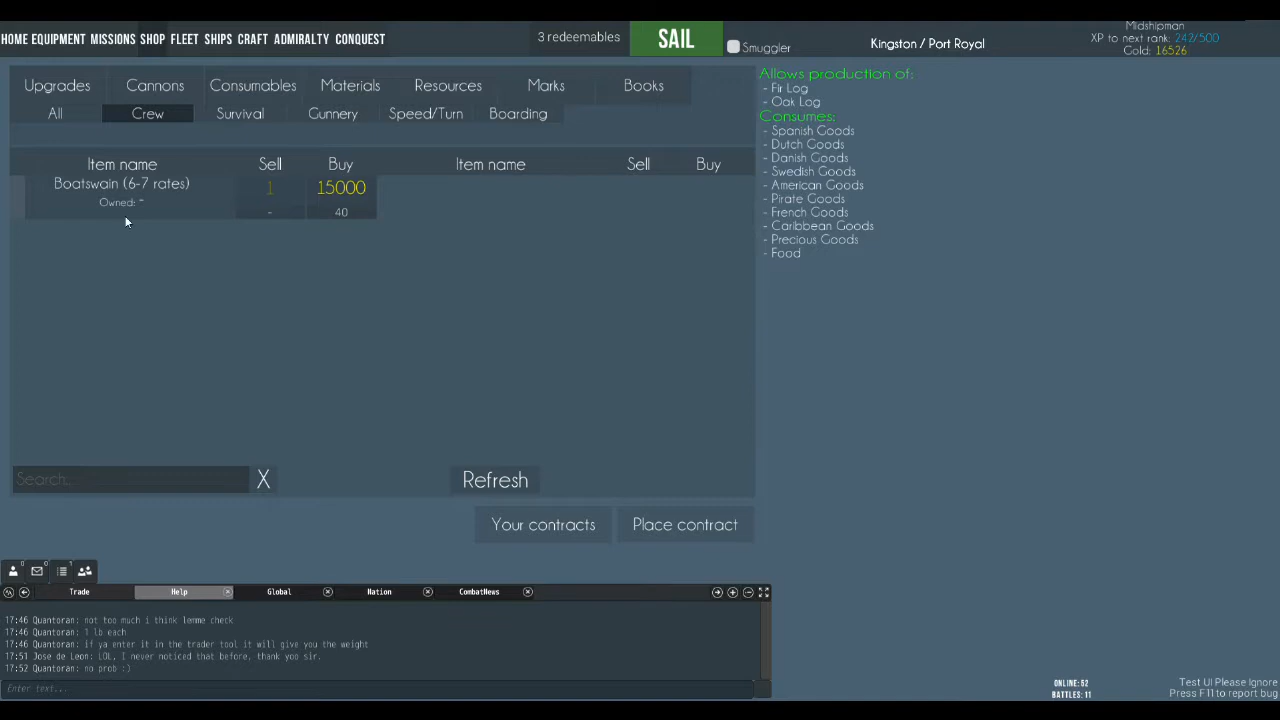 HOME EQUIPMENT MISSIONS SHOP FLEET SHIPS CRAFT ADMIRALTY CONQUEST
3 redeemables
SAIL
Smuggler
Kingston / Port Royal
Midshipman
XP to next rank: 242/500
Gold: 16526
Upgrades Cannons Consumables Materials Resources Marks Books
All Crew Survival Gunnery Speed/Turn Boarding
Item name Sell Buy Item name Sell Buy
Boatswain (6-7 rates) 1 15000
Owned: - - 40
Search...
X
Refresh
Your contracts Place contract
Allows production of:
- Fir Log
- Oak Log
Consumes:
- Spanish Goods
- Dutch Goods
- Danish Goods
- Swedish Goods
- American Goods
- Pirate Goods
- French Goods
- Caribbean Goods
- Precious Goods
- Food
Trade Help Global Nation CombatNews
17:46 Quantoran: not too much i think lemme check
17:46 Quantoran: 1 lb each
17:46 Quantoran: if ya enter it in the trader tool it will give you the weight
17:51 Jose de Leon: LOL, I never noticed that before, thank yoo sir.
17:52 Quantoran: no prob :)
Enter text...
ONLINE: 52
BATTLES: 11
Test UI Please Ignore
Press F11 to report bug